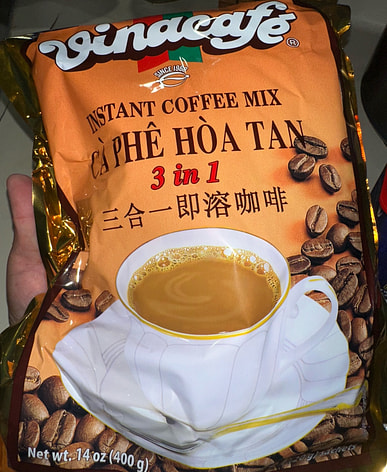 Vinacafé®
SINCE 1968
INSTANT COFFEE MIX
CÀ PHÊ HÒA TAN
3 in 1
三合一即溶咖啡
Net wt. 14 oz (400 g)